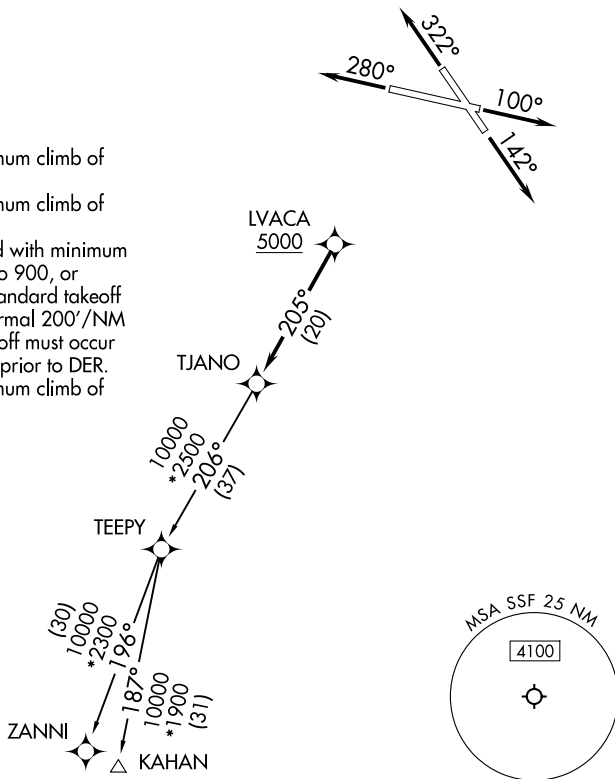 322°
280°
100°
142°
num climb of
num climb of
d with minimum
o 900, or
tandard takeoff
rmal 200'/NM
off must occur
prior to DER.
num climb of
LVACA
5000
205°
(20)
TJANO
10000
*2500
206°
(37)
TEEPY
(30)
10000
*2300
196°
187°
10000
*1900
(31)
ZANNI
KAHAN
MSA SSF 25 NM
4100